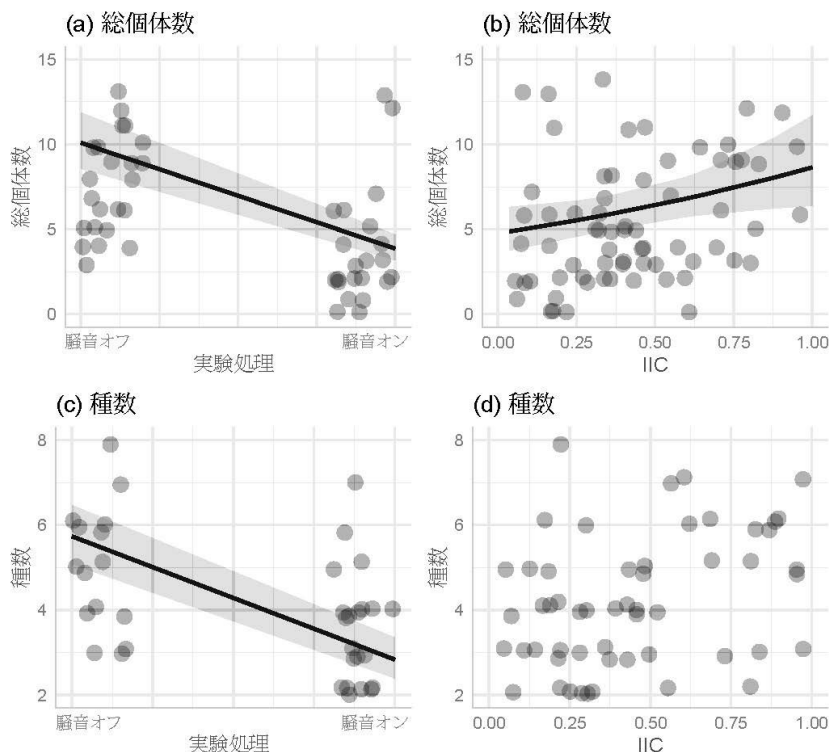 (a) 総個体数
総個体数
15
10
5
0
騒音オフ
騒音オン
実験処理
(b) 総個体数
総個体数
15
10
5
0
0.00
0.25
0.50
0.75
1.00
IIC
(c) 種数
種数
8
6
4
2
騒音オフ
騒音オン
実験処理
(d) 種数
種数
8
6
4
2
0.00
0.25
0.50
0.75
1.00
IIC